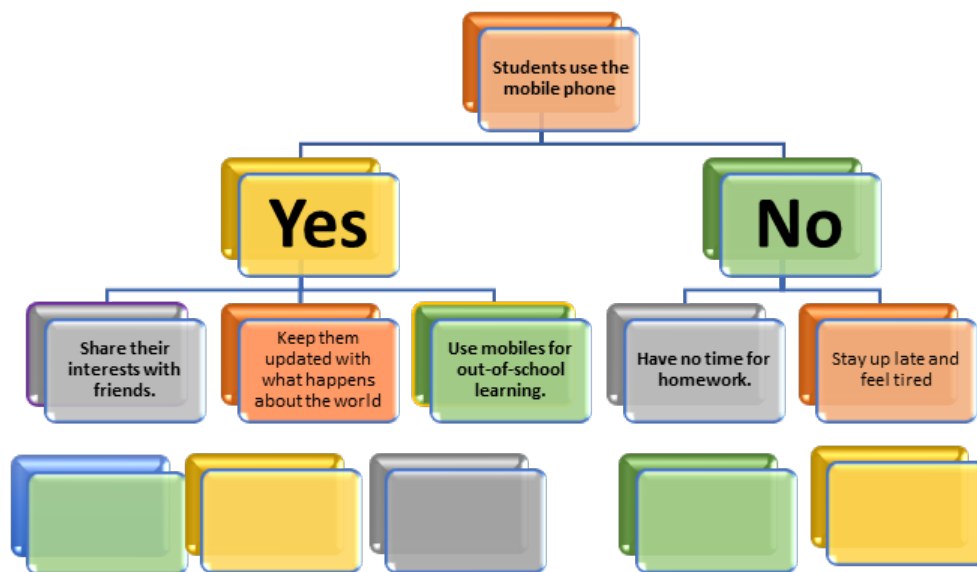 Students use the
mobile phone
Yes
No
Share their
interests with
friends.
Keep them
updated with
what happens
about the world
Use mobiles for
out-of-school
learning.
Have no time for
homework.
Stay up late and
feel tired